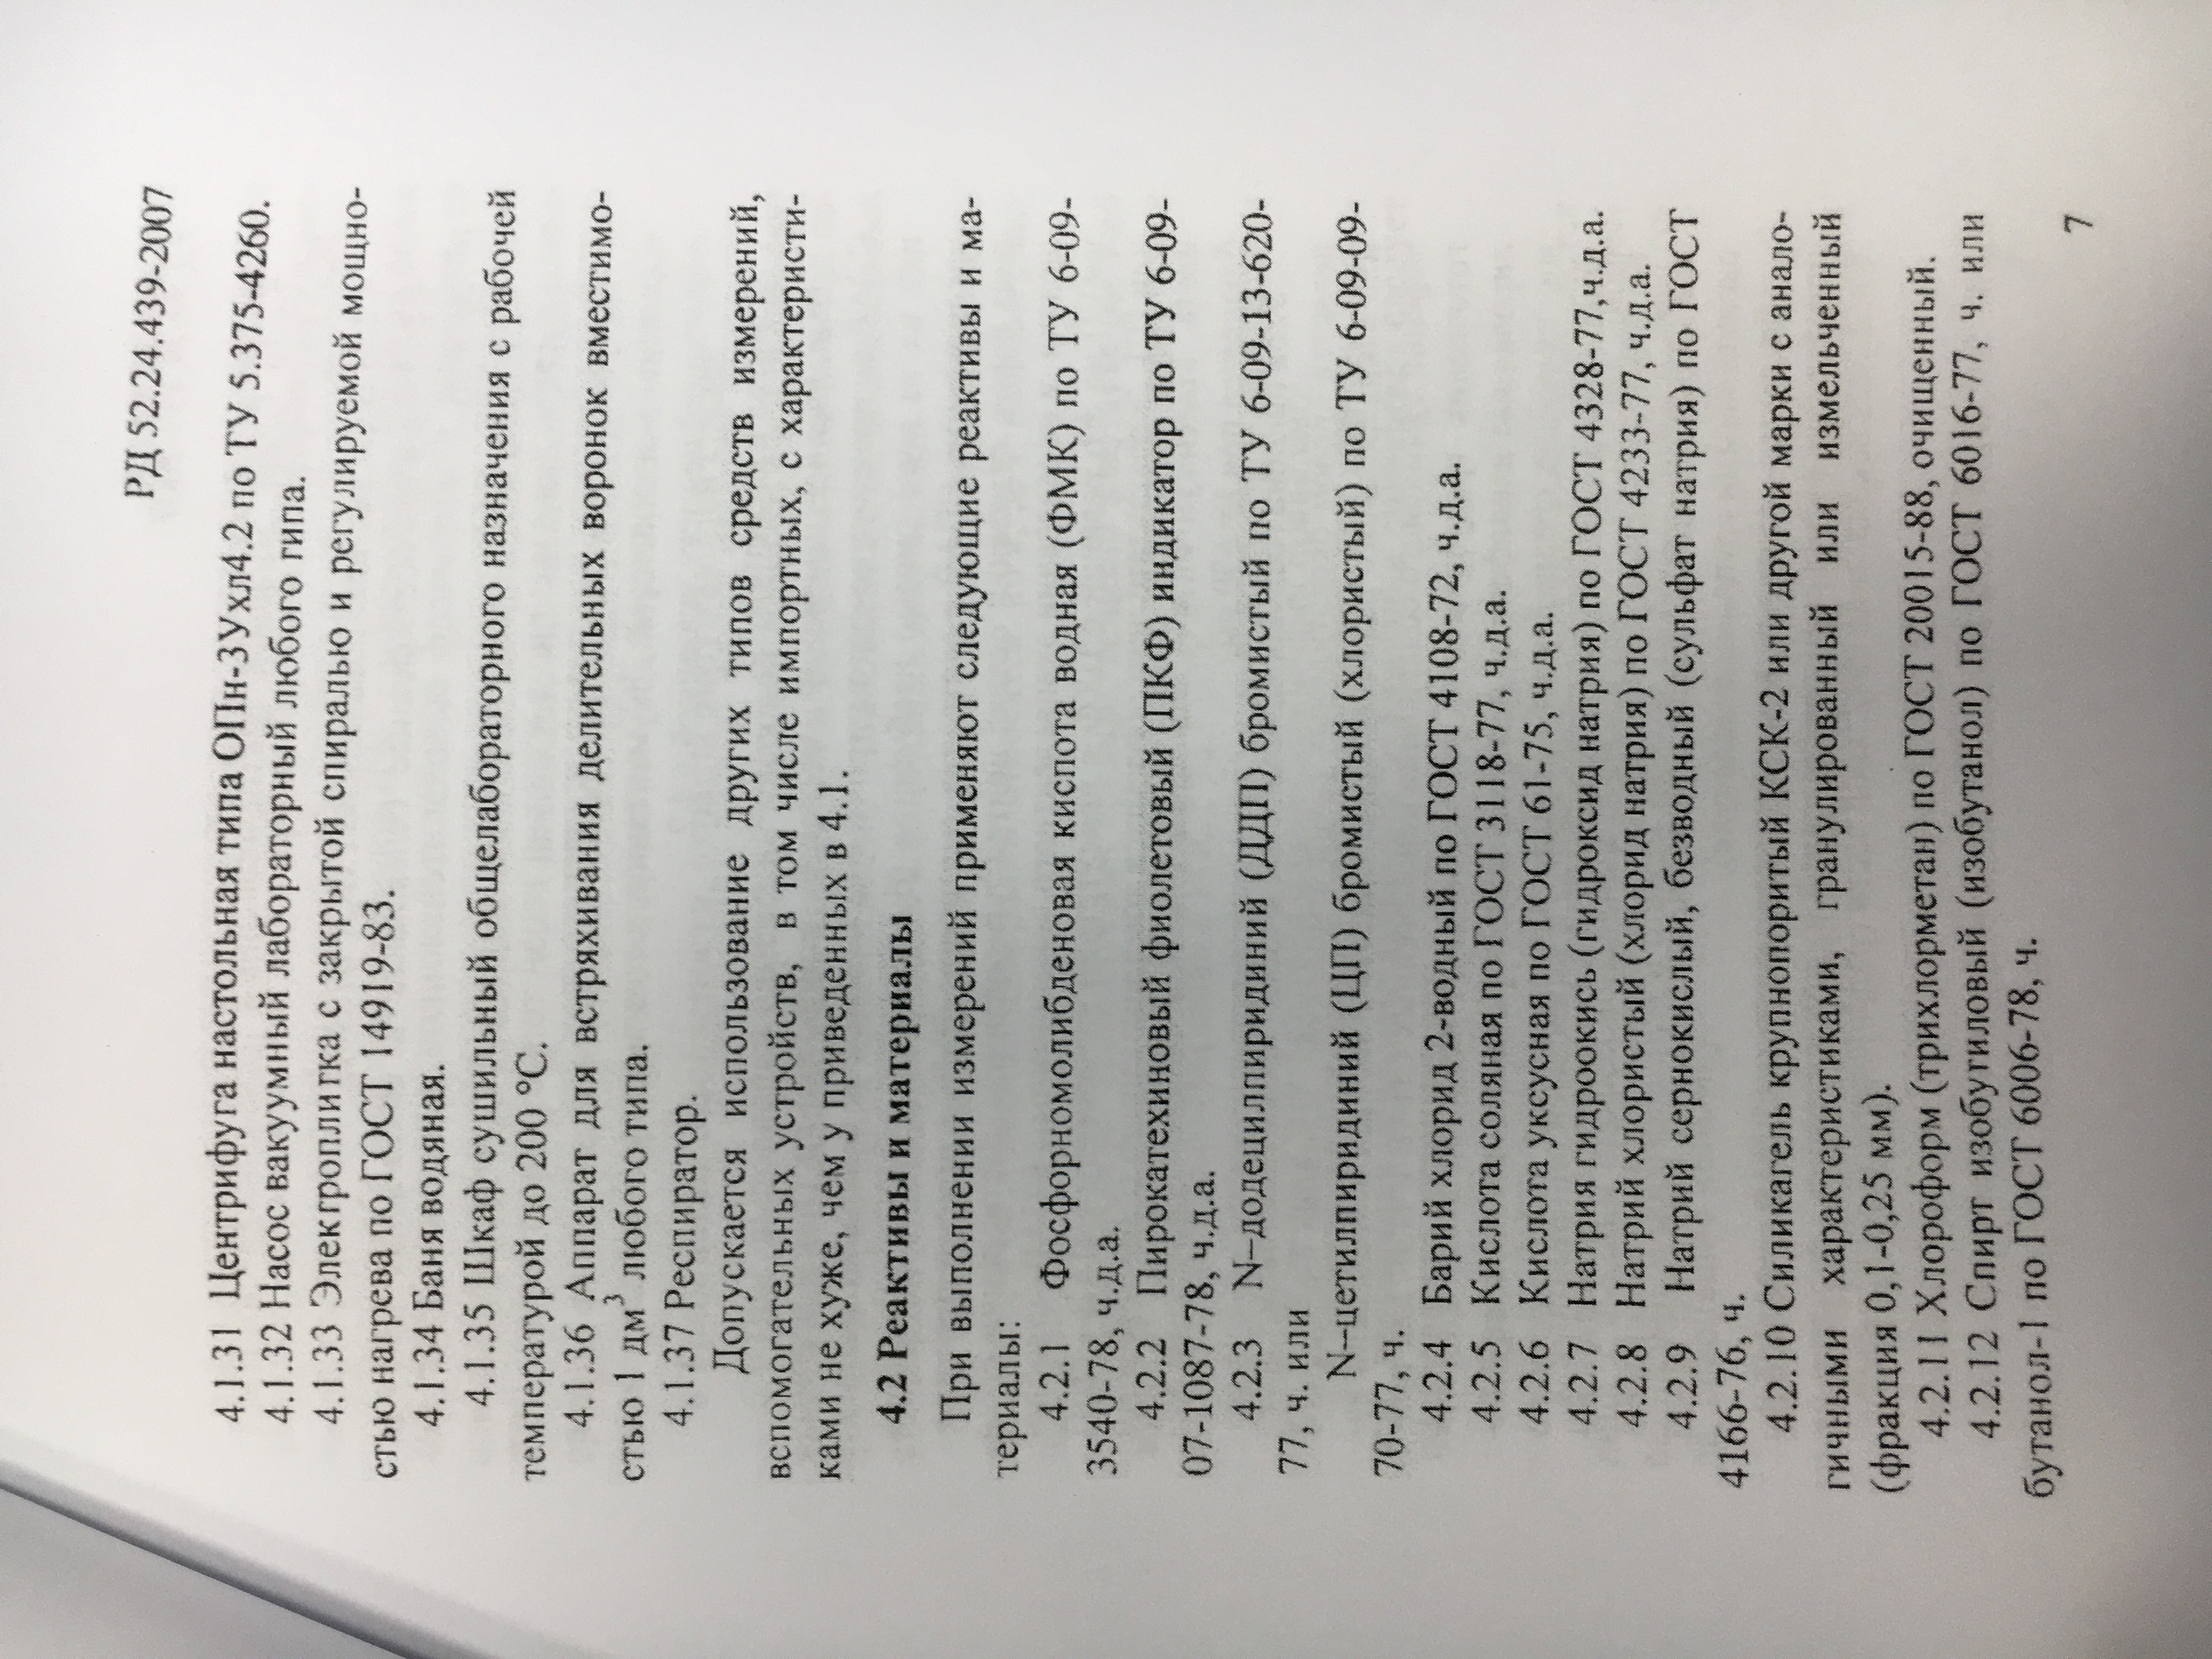 РД 52.24.439-2007
4.1.31 Центрифуга настольная типа ОПн-3Ухл4.2 по ТУ 5.375-4260.
4.1.32 Насос вакуумный лабораторный любого типа.
4.1.33 Электроплитка с закрытой спиралью и регулируемой мощно-
стью нагрева по ГОСТ 14919-83.
4.1.34 Баня водяная.
4.1.35 Шкаф сушильный общелабораторного назначения с рабочей
температурой до 200 °С.
4.1.36 Аппарат для встряхивания делительных воронок вместимо-
стью 1 дм³ любого типа.
4.1.37 Респиратор.
Допускается использование других типов средств измерений,
вспомогательных устройств, в том числе импортных, с характеристи-
ками не хуже, чем у приведенных в 4.1.
4.2 Реактивы и материалы
При выполнении измерений применяют следующие реактивы и ма-
териалы:
4.2.1 Фосфорномолибденовая кислота водная (ФМК) по ТУ 6-09-
3540-78, ч.д.а.
4.2.2 Пирокатехиновый фиолетовый (ПКФ) индикатор по ТУ 6-09-
07-1087-78, ч.д.а.
4.2.3 N–додецилпиридиний (ДДП) бромистый по ТУ 6-09-13-620-
77, ч. или
N–цетилпиридиний (ЦП) бромистый (хлористый) по ТУ 6-09-09-
70-77, ч.
4.2.4 Барий хлорид 2-водный по ГОСТ 4108-72, ч.д.а.
4.2.5 Кислота соляная по ГОСТ 3118-77, ч.д.а.
4.2.6 Кислота уксусная по ГОСТ 61-75, ч.д.а.
4.2.7 Натрия гидроокись (гидроксид натрия) по ГОСТ 4328-77,ч.д.а.
4.2.8 Натрий хлористый (хлорид натрия) по ГОСТ 4233-77, ч.д.а.
4.2.9 Натрий сернокислый, безводный (сульфат натрия) по ГОСТ
4166-76, ч.
4.2.10 Силикагель крупнопоритый КСК-2 или другой марки с анало-
гичными характеристиками, гранулированный или измельченный
(фракция 0,1-0,25 мм).
4.2.11 Хлороформ (трихлорметан) по ГОСТ 20015-88, очищенный.
4.2.12 Спирт изобутиловый (изобутанол) по ГОСТ 6016-77, ч. или
бутанол-1 по ГОСТ 6006-78, ч.
7